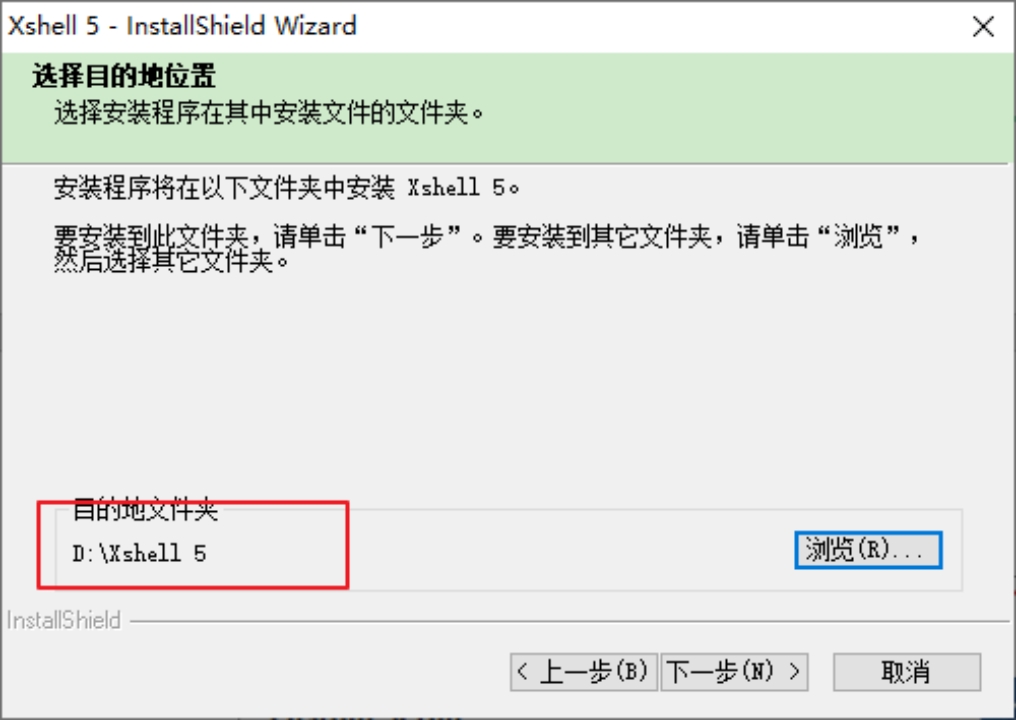 Xshell 5 - InstallShield Wizard
选择目的地位置
选择安装程序在其中安装文件的文件夹。
安装程序将在以下文件夹中安装 Xshell 5。
要安装到此文件夹，请单击“下一步”。要安装到其它文件夹，请单击“浏览”，
然后选择其它文件夹。
目的地文件夹
D:\Xshell 5
浏览(R)...
InstallShield
< 上一步(B)
下一步(N) >
取消